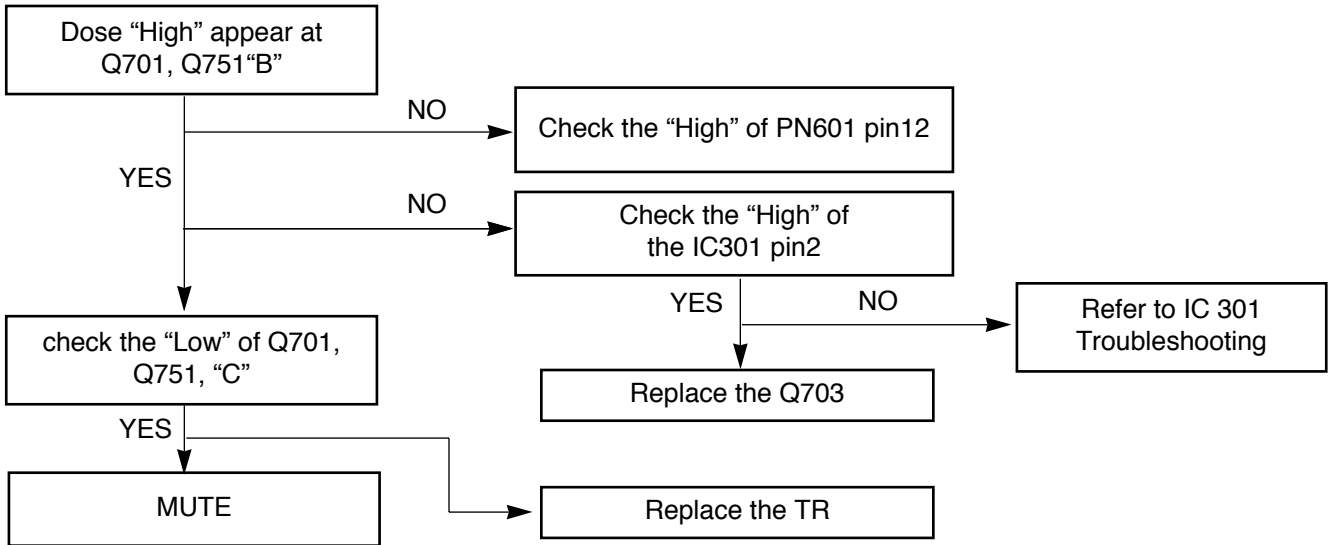 Dose “High” appear at
Q701, Q751“B”
NO
Check the “High” of PN601 pin12
YES
NO
Check the “High” of
the IC301 pin2
YES
NO
Refer to IC 301
Troubleshooting
check the “Low” of Q701,
Q751, “C”
Replace the Q703
YES
MUTE
Replace the TR